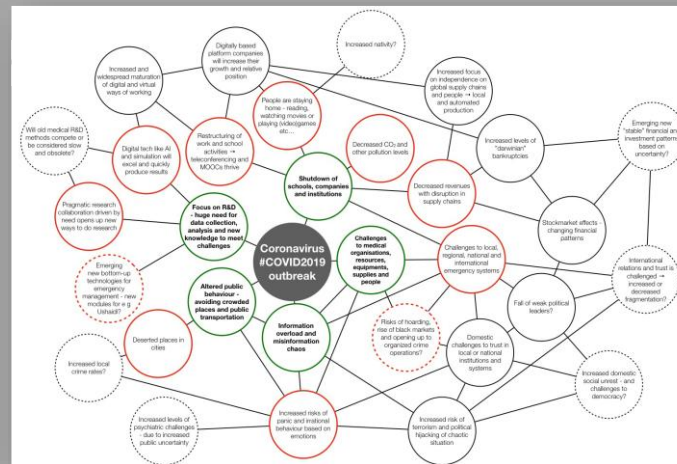 Increased nativity?
Digitally based
platform companies
will increase their
growth and relative
position
Increased and
widespread maturation
of digital and virtual
ways of working
Increased focus
on independence on
global supply chains
and people → local
and automated
production
People are staying
home - reading,
watching movies or
playing (video)games
etc...
Emerging new
"stable" financial and
investment patterns
based on
uncertainty?
Will old medical R&D
methods compete or
be considered slow
and obsolete?
Digital tech like AI
and simulation will
excel and quickly
produce results
Restructuring of
work and school
activities →
teleconferencing and
MOOCs thrive
Decreased CO2 and
other pollution levels
Increased levels of
"darwinian"
bankruptcies
Shutdown of
schools, companies
and institutions
Decreased revenues
with disruption in
supply chains
Pragmatic research
collaboration driven by
need opens up new
ways to do research
Focus on R&D -
huge need for
data collection,
analysis and new
knowledge to meet
challenges
Stockmarket effects -
changing financial
patterns
Coronavirus
#COVID2019
outbreak
Challenges
to medical
organisations,
resources,
equipments,
supplies and
people
Challenges to local,
regional, national and
international
emergency systems
International
relations and trust is
challenged →
increased or
decreased fragmentation?
Emerging
new bottom-up
technologies for
emergency
management - new
modules for e g
Ushaidi?
Altered public
behaviour -
avoiding crowded
places and public
transportation
Fall of weak political
leaders?
Information
overload and
misinformation
chaos
Risks of hoarding,
rise of black markets
and opening up to
organized crime
operations?
Deserted places in
cities
Domestic
challenges to trust in
local or national
institutions and
systems
Increased local
crime rates?
Increased domestic
social unrest - and
challenges to
democracy?
Increased levels of
psychiatric challenges
- due to increased
public uncertainty
Increased risks of
panic and irrational
behaviour based on
emotions
Increased risk of
terrorism and political
hijacking of chaotic
situation